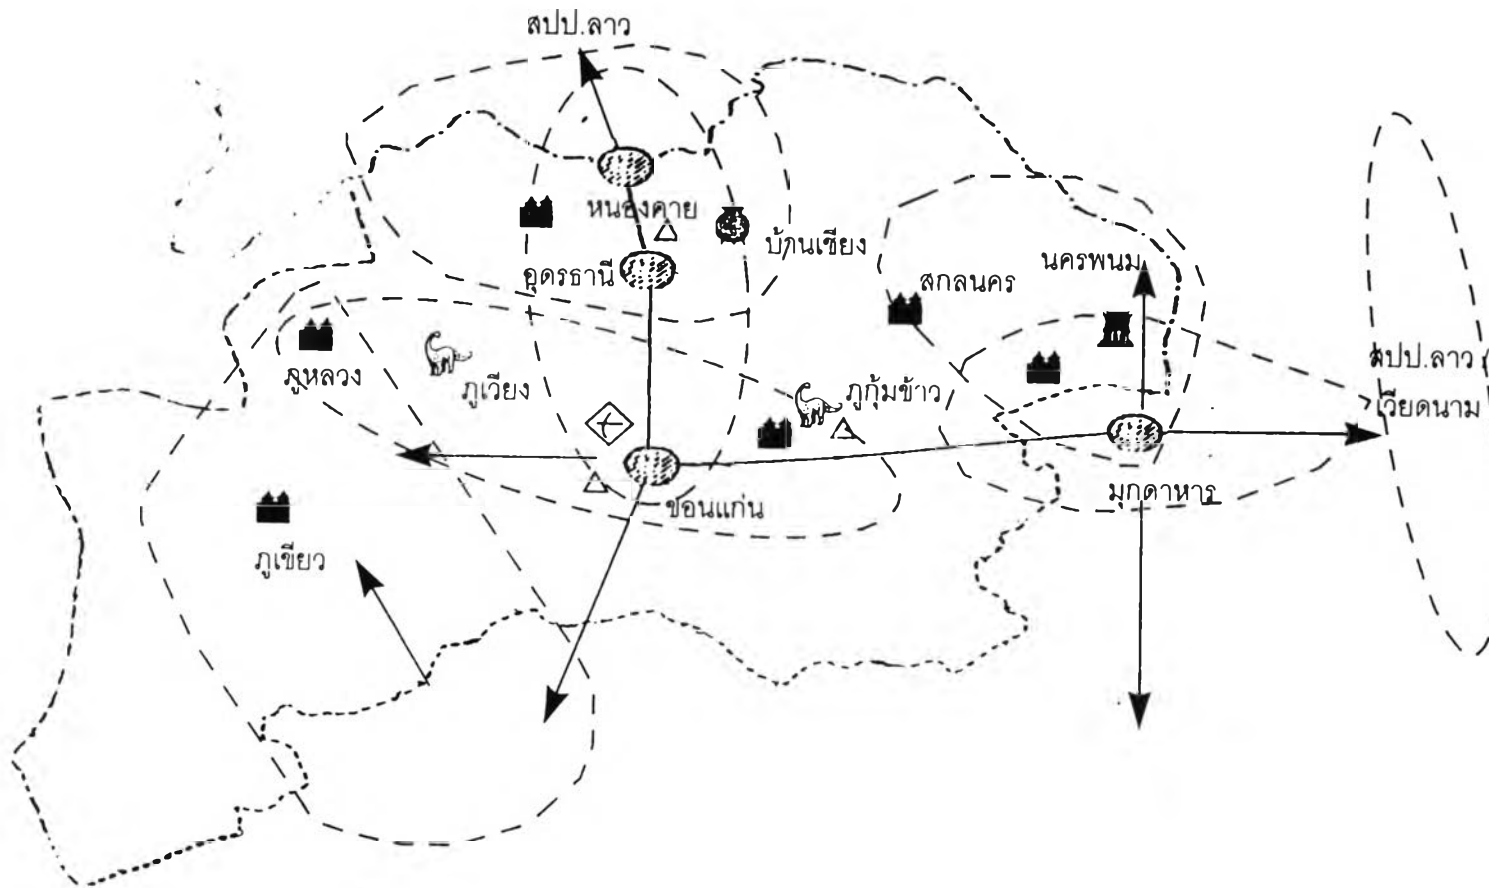 สปป.ลาว
หนองคาย
บ้านเชียง
อุดรธานี
สกลนคร
นครพนม
ภูหลวง
ภูเวียง
ภูกุ้มข้าว
สปป.ลาว
เวียดนาม
ขอนแก่น
มุกดาหาร
ภูเขียว